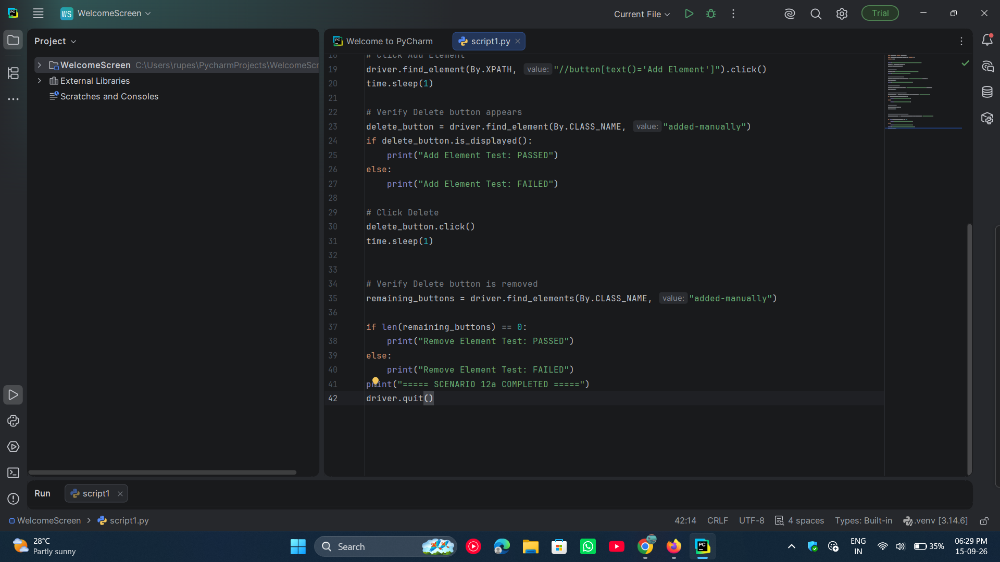 WS WelcomeScreen
Current File
Trial
Project
WelcomeScreen C:\Users\rupes\PycharmProjects\WelcomeScr
External Libraries
Scratches and Consoles
Welcome to PyCharm
script1.py
18 # Click Add Element
19 driver.find_element(By.XPATH, value: "//button[text()='Add Element']").click()
20 time.sleep(1)
21
22 # Verify Delete button appears
23 delete_button = driver.find_element(By.CLASS_NAME, value: "added-manually")
24 if delete_button.is_displayed():
25     print("Add Element Test: PASSED")
26 else:
27     print("Add Element Test: FAILED")
28
29 # Click Delete
30 delete_button.click()
31 time.sleep(1)
32
33
34 # Verify Delete button is removed
35 remaining_buttons = driver.find_elements(By.CLASS_NAME, value: "added-manually")
36
37 if len(remaining_buttons) == 0:
38     print("Remove Element Test: PASSED")
39 else:
40     print("Remove Element Test: FAILED")
41 print("===== SCENARIO 12a COMPLETED =====")
42 driver.quit()
Run script1
WelcomeScreen > script1.py
42:14 CRLF UTF-8 4 spaces Types: Built-in .venv [3.14.6]
28°C
Partly sunny
Search
ENG
IN
35%
06:29 PM
15-09-26